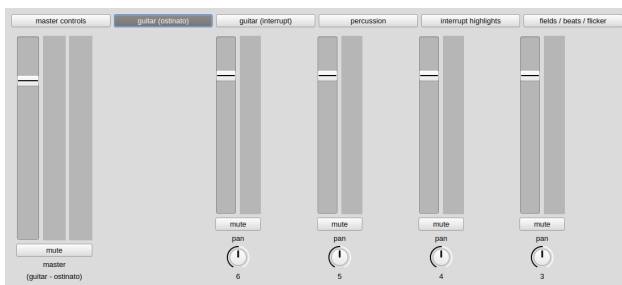 master controls
guitar (ostinato)
guitar (interrupt)
percussion
interrupt highlights
fields / beats / flicker
mute
master
(guitar - ostinato)
mute
pan
6
mute
pan
5
mute
pan
4
mute
pan
3